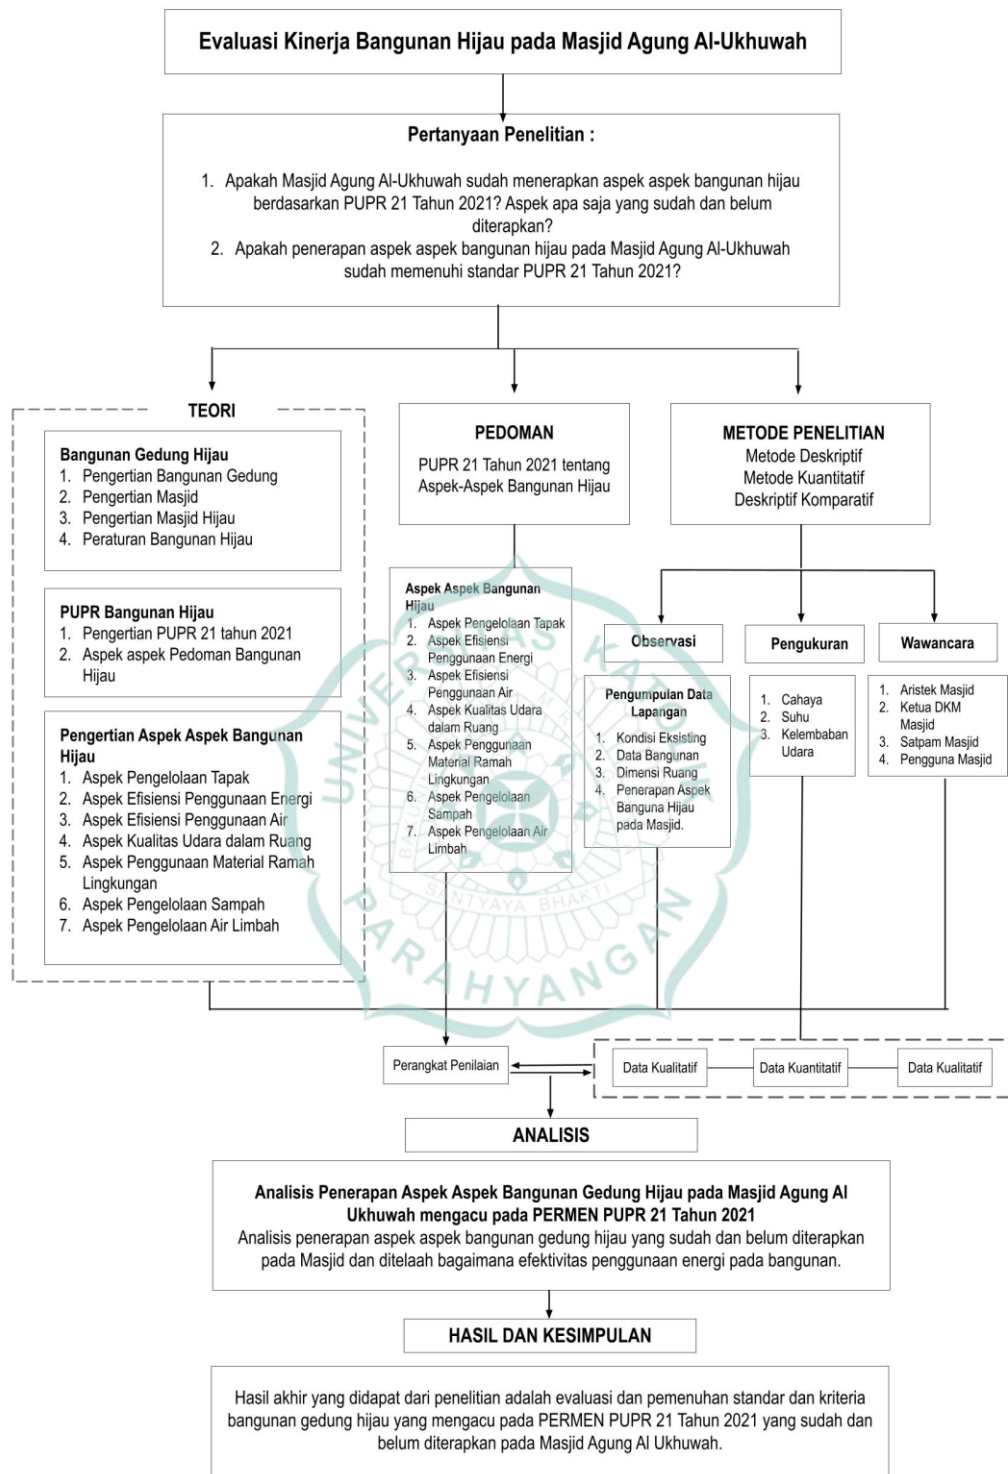 Evaluasi Kinerja Bangunan Hijau pada Masjid Agung Al-Ukhuwah
Pertanyaan Penelitian :
1. Apakah Masjid Agung Al-Ukhuwah sudah menerapkan aspek aspek bangunan hijau
berdasarkan PUPR 21 Tahun 2021? Aspek apa saja yang sudah dan belum
diterapkan?
2. Apakah penerapan aspek aspek bangunan hijau pada Masjid Agung Al-Ukhuwah
sudah memenuhi standar PUPR 21 Tahun 2021?
TEORI
Bangunan Gedung Hijau
1. Pengertian Bangunan Gedung
2. Pengertian Masjid
3. Pengertian Masjid Hijau
4. Peraturan Bangunan Hijau
PUPR Bangunan Hijau
1. Pengertian PUPR 21 tahun 2021
2. Aspek aspek Pedoman Bangunan
Hijau
Pengertian Aspek Aspek Bangunan
Hijau
1. Aspek Pengelolaan Tapak
2. Aspek Efisiensi Penggunaan Energi
3. Aspek Efisiensi Penggunaan Air
4. Aspek Kualitas Udara dalam Ruang
5. Aspek Penggunaan Material Ramah
Lingkungan
6. Aspek Pengelolaan Sampah
7. Aspek Pengelolaan Air Limbah
PEDOMAN
PUPR 21 Tahun 2021 tentang
Aspek-Aspek Bangunan Hijau
Aspek Aspek Bangunan
Hijau
1. Aspek Pengelolaan Tapak
2. Aspek Efisiensi
Penggunaan Energi
3. Aspek Efisiensi
Penggunaan Air
4. Aspek Kualitas Udara
dalam Ruang
5. Aspek Penggunaan
Material Ramah
Lingkungan
6. Aspek Pengelolaan
Sampah
7. Aspek Pengelolaan Air
Limbah
METODE PENELITIAN
Metode Deskriptif
Metode Kuantitatif
Deskriptif Komparatif
Observasi
Pengumpulan Data
Lapangan
1. Kondisi Eksisting
2. Data Bangunan
3. Dimensi Ruang
4. Penerapan Aspek
Banguna Hijau
pada Masjid.
Pengukuran
1. Cahaya
2. Suhu
3. Kelembaban
Udara
Wawancara
1. Aristek Masjid
2. Ketua DKM
Masjid
3. Satpam Masjid
4. Pengguna Masjid
UNIVERSITAS KATOLIK
PARAHYANGAN
SANTYAYA BHAKTI
Perangkat Penilaian
Data Kualitatif
Data Kuantitatif
Data Kualitatif
ANALISIS
Analisis Penerapan Aspek Aspek Bangunan Gedung Hijau pada Masjid Agung Al
Ukhuwah mengacu pada PERMEN PUPR 21 Tahun 2021
Analisis penerapan aspek aspek bangunan gedung hijau yang sudah dan belum diterapkan
pada Masjid dan ditelaah bagaimana efektivitas penggunaan energi pada bangunan.
HASIL DAN KESIMPULAN
Hasil akhir yang didapat dari penelitian adalah evaluasi dan pemenuhan standar dan kriteria
bangunan gedung hijau yang mengacu pada PERMEN PUPR 21 Tahun 2021 yang sudah dan
belum diterapkan pada Masjid Agung Al Ukhuwah.